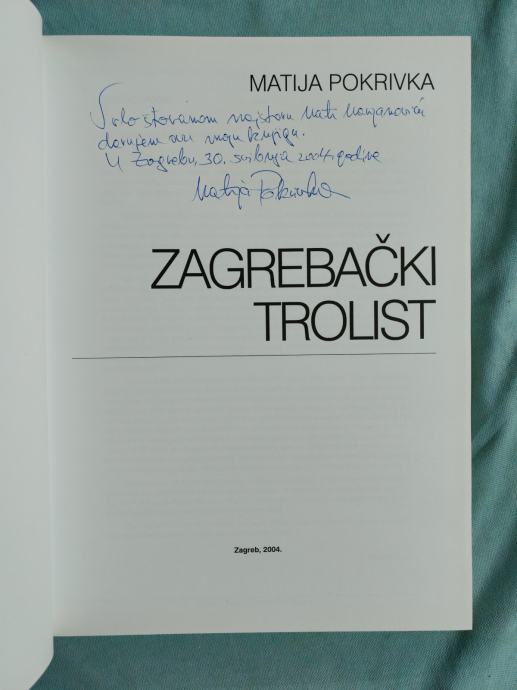 MATIJA POKRIVKA
Vrlo štovanom majstoru Mati Marjanoviću
darujem ovu moju knjigu.
U Zagrebu, 30. svibnja 2004. godine
Matija Pokrivka
ZAGREBAČKI
TROLIST
Zagreb, 2004.